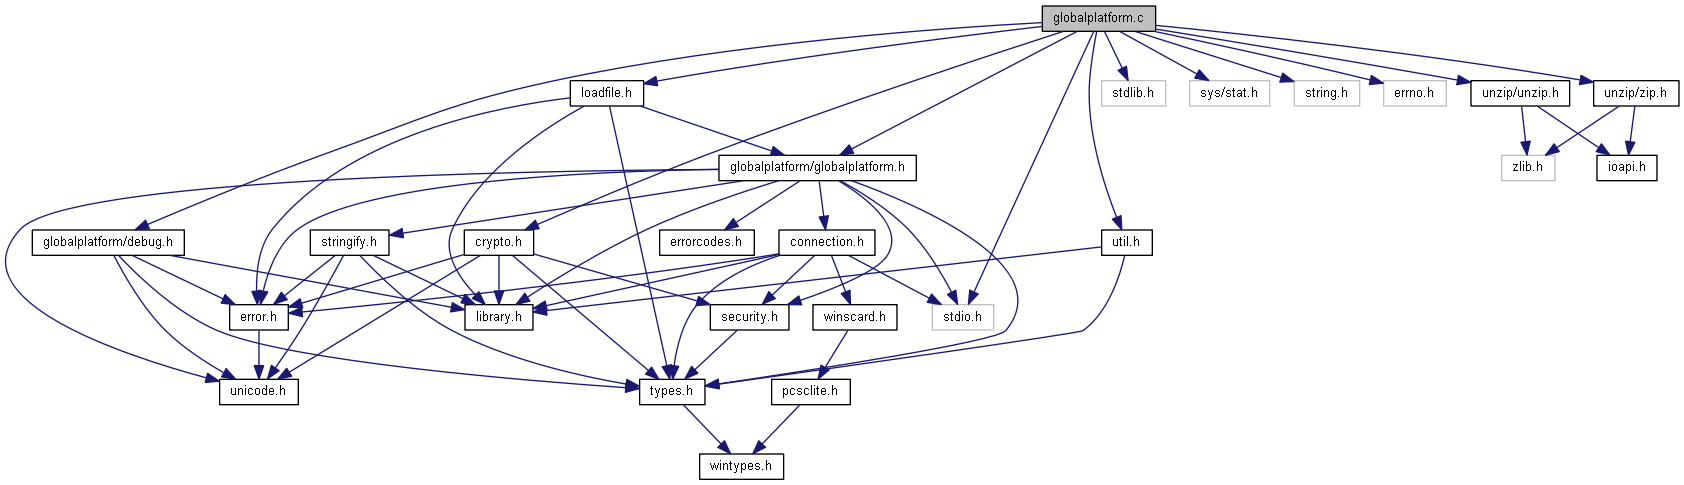 globalplatform.c
loadfile.h
stdlib.h
sys/stat.h
string.h
errno.h
unzip/unzip.h
unzip/zip.h
globalplatform/globalplatform.h
zlib.h
ioapi.h
globalplatform/debug.h
stringify.h
crypto.h
errorcodes.h
connection.h
util.h
error.h
library.h
security.h
winscard.h
stdio.h
unicode.h
types.h
pcsclite.h
wintypes.h